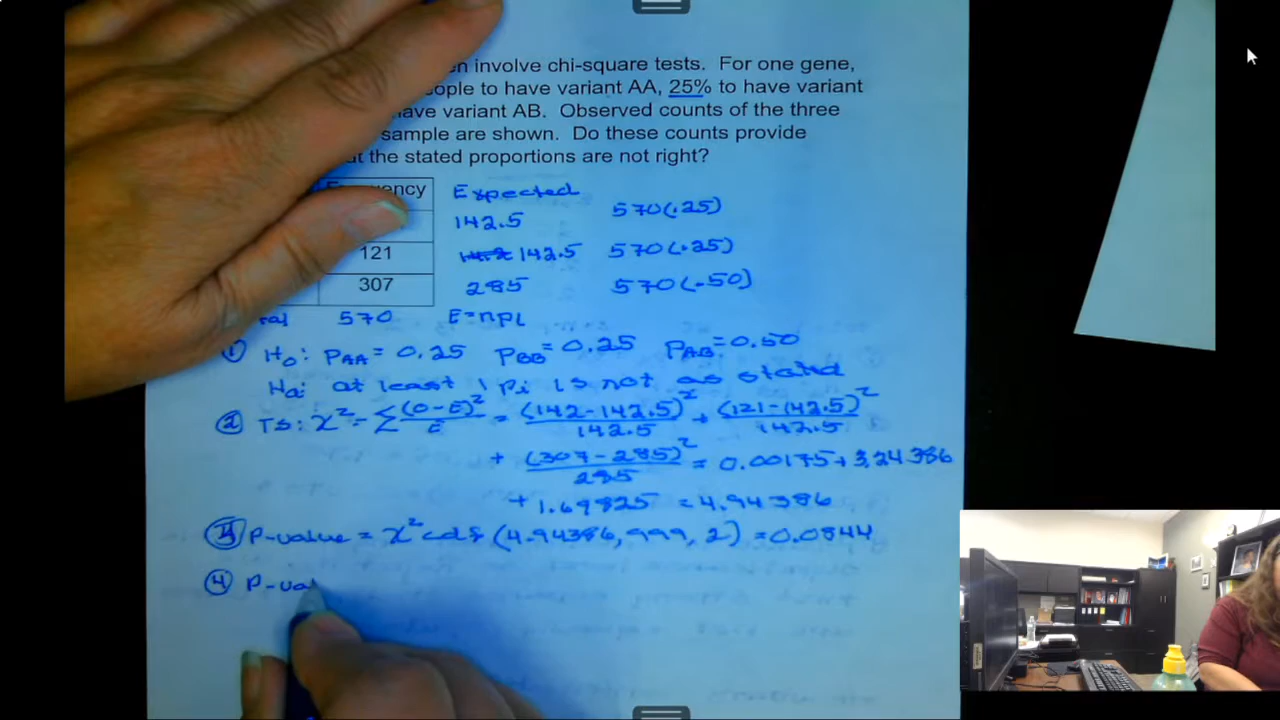 involve chi-square tests. For one gene,
to have variant AA, 25% to have variant
have variant AB. Observed counts of the three
sample are shown. Do these counts provide
the stated proportions are not right?
Expected
142.5 570(.25)
121 142.5 570(.25)
307 285 570(.50)
570 E=npi
① H₀: pAA = 0.25 pBB = 0.25 pAB = 0.50
Ha: at least 1 pi is not as stated
② TS: χ² = Σ (O-E)²/E = (142-142.5)²/142.5 + (121-142.5)²/142.5
+ (307-285)²/285 = 0.00175 + 3.24386
+ 1.69825 = 4.94386
③ P-value = χ²cdf (4.94386, 999, 2) = 0.0844
④ P-val